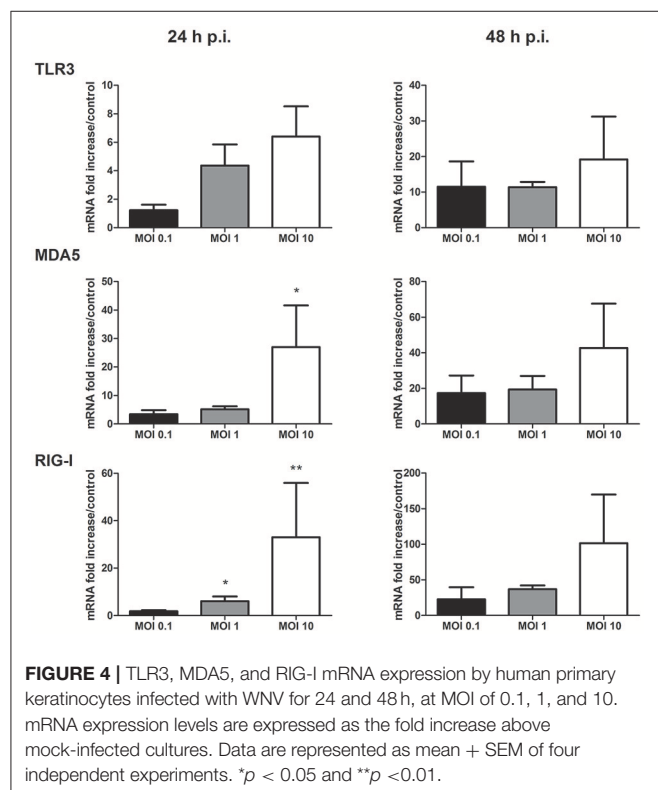 24 h p.i.
48 h p.i.
TLR3
mRNA fold increase/control
10
8
6
4
2
0
MOI 0.1 MOI 1 MOI 10
mRNA fold increase/control
40
30
20
10
0
MOI 0.1 MOI 1 MOI 10
MDA5
mRNA fold increase/control
50
40
30
20
10
0
*
MOI 0.1 MOI 1 MOI 10
mRNA fold increase/control
80
60
40
20
0
MOI 0.1 MOI 1 MOI 10
RIG-I
mRNA fold increase/control
60
40
20
0
*
**
MOI 0.1 MOI 1 MOI 10
mRNA fold increase/control
200
150
100
50
0
MOI 0.1 MOI 1 MOI 10
FIGURE 4 | TLR3, MDA5, and RIG-I mRNA expression by human primary
keratinocytes infected with WNV for 24 and 48 h, at MOI of 0.1, 1, and 10.
mRNA expression levels are expressed as the fold increase above
mock-infected cultures. Data are represented as mean + SEM of four
independent experiments. *p < 0.05 and **p <0.01.